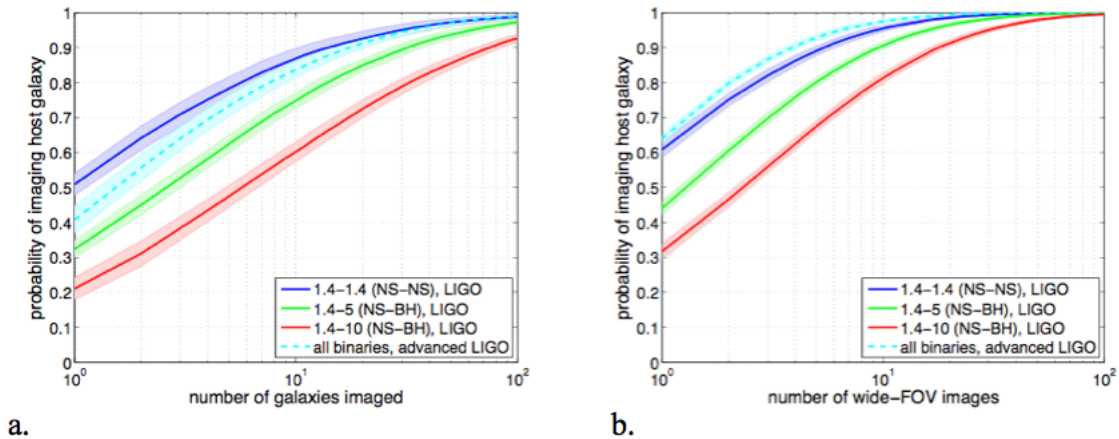 probability of imaging host galaxy
1
0.9
0.8
0.7
0.6
0.5
0.4
0.3
0.2
0.1
0
1.4−1.4 (NS−NS), LIGO
1.4−5 (NS−BH), LIGO
1.4−10 (NS−BH), LIGO
all binaries, advanced LIGO
10^0
10^1
10^2
number of galaxies imaged
a.
probability of imaging host galaxy
1
0.9
0.8
0.7
0.6
0.5
0.4
0.3
0.2
0.1
0
1.4−1.4 (NS−NS), LIGO
1.4−5 (NS−BH), LIGO
1.4−10 (NS−BH), LIGO
all binaries, advanced LIGO
10^0
10^1
10^2
number of wide−FOV images
b.